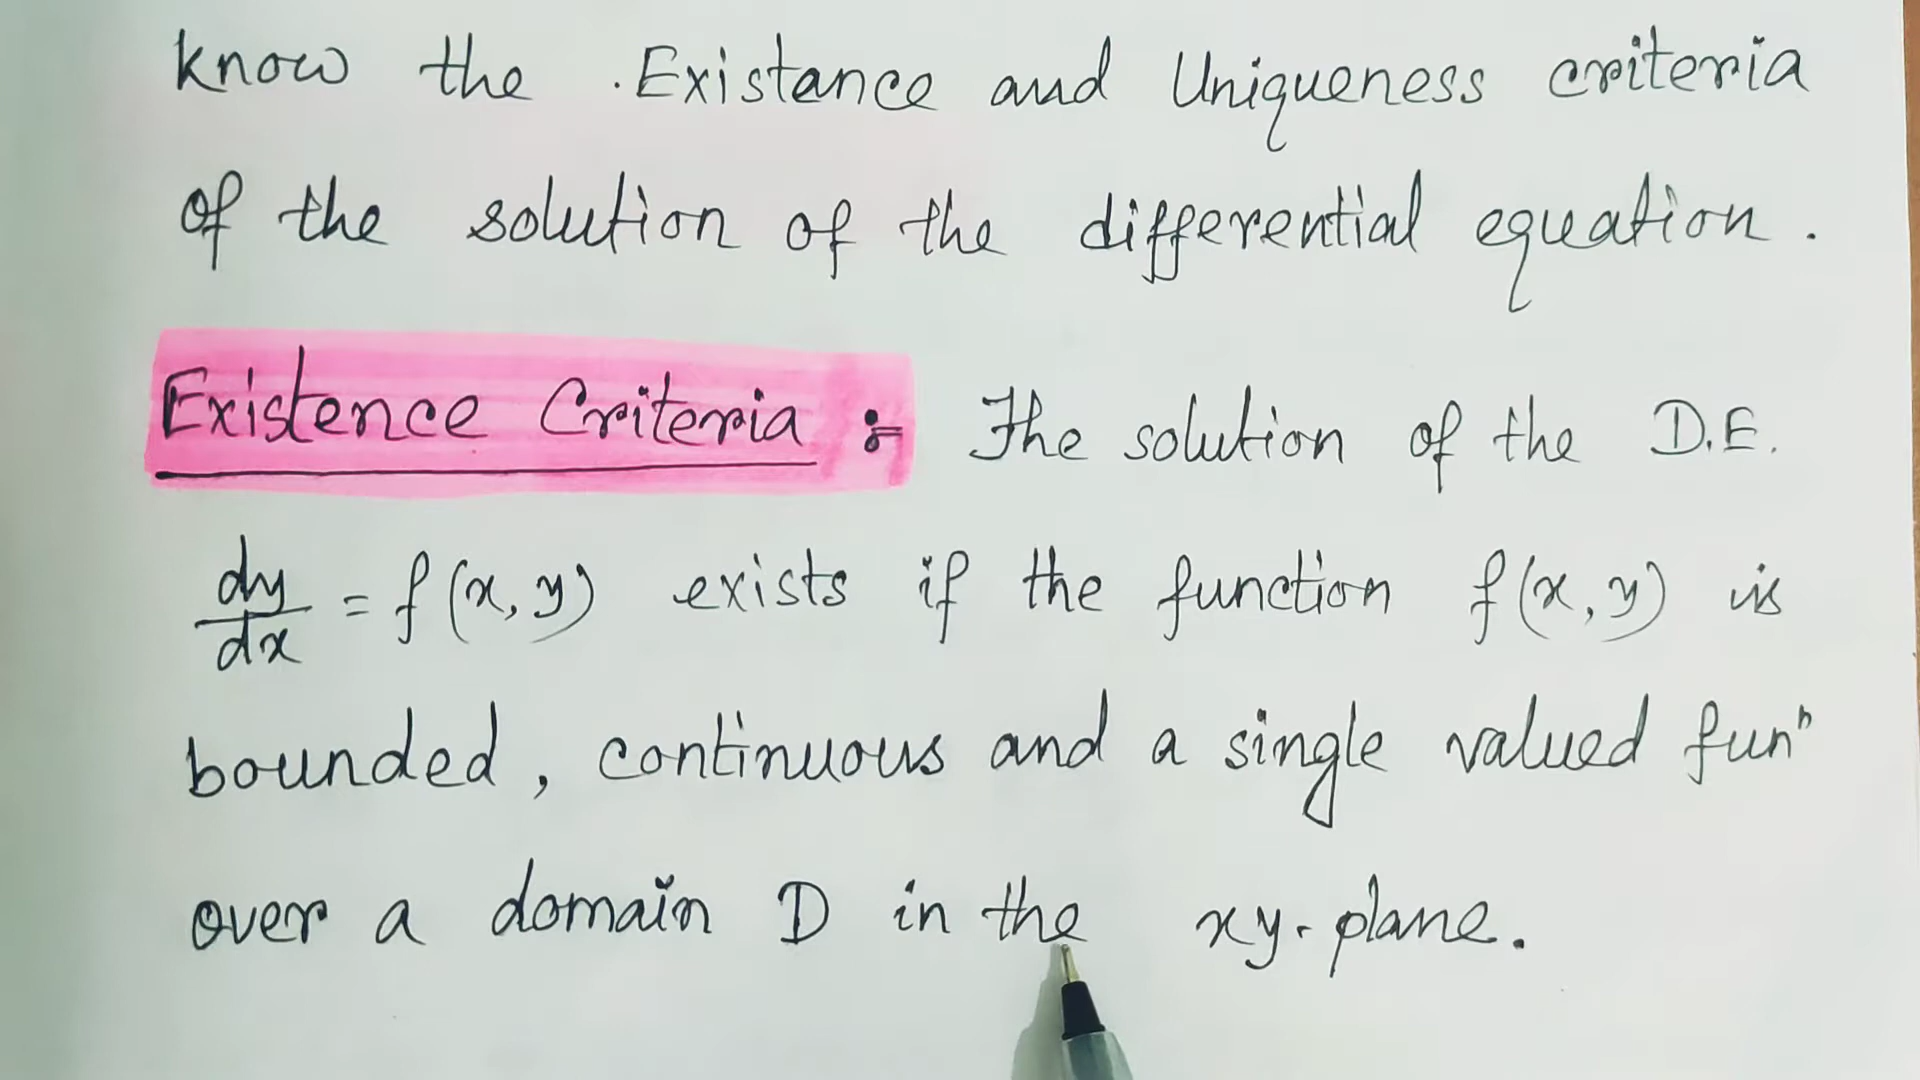 know the .Existance and Uniqueness criteria
of the solution of the differential equation.
Existence Criteria :- The solution of the D.E.
dy/dx = f(x, y) exists if the function f(x, y) is
bounded, continuous and a single valued funⁿ
over a domain D in the xy-plane.